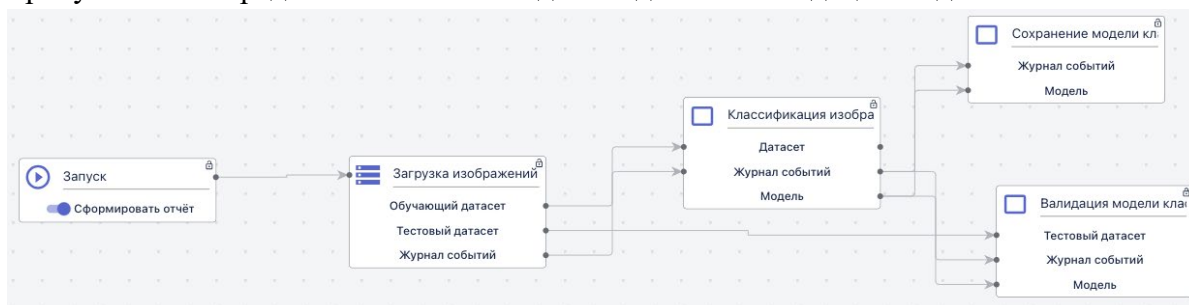 Сохранение модели кл
Журнал событий
Модель
Классификация изобра
Датасет
Журнал событий
Модель
Запуск
Сформировать отчёт
Загрузка изображений
Обучающий датасет
Тестовый датасет
Журнал событий
Валидация модели клас
Тестовый датасет
Журнал событий
Модель